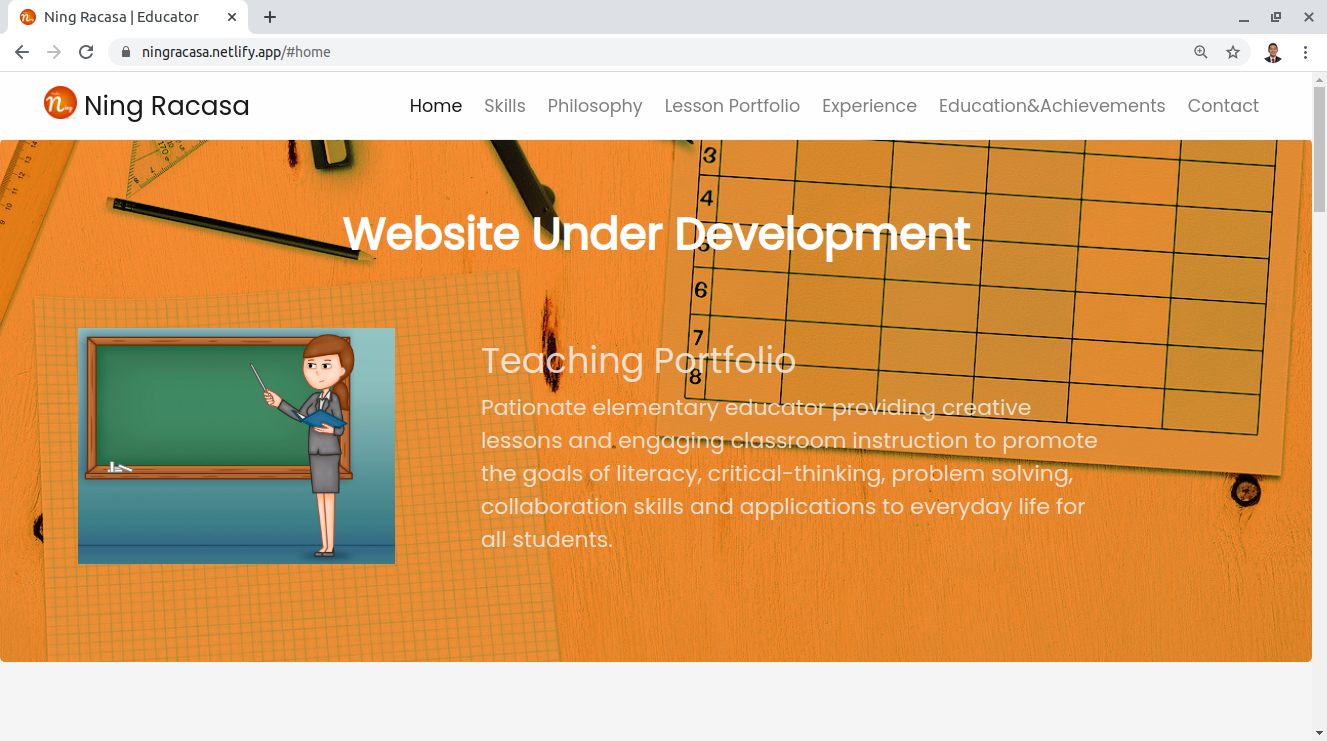 Ning Racasa | Educator
ningracasa.netlify.app/#home
Ning Racasa
Home Skills Philosophy Lesson Portfolio Experience Education&Achievements Contact
Website Under Development
3
4
5
6
7
8
Teaching Portfolio
Pationate elementary educator providing creative
lessons and engaging classroom instruction to promote
the goals of literacy, critical-thinking, problem solving,
collaboration skills and applications to everyday life for
all students.